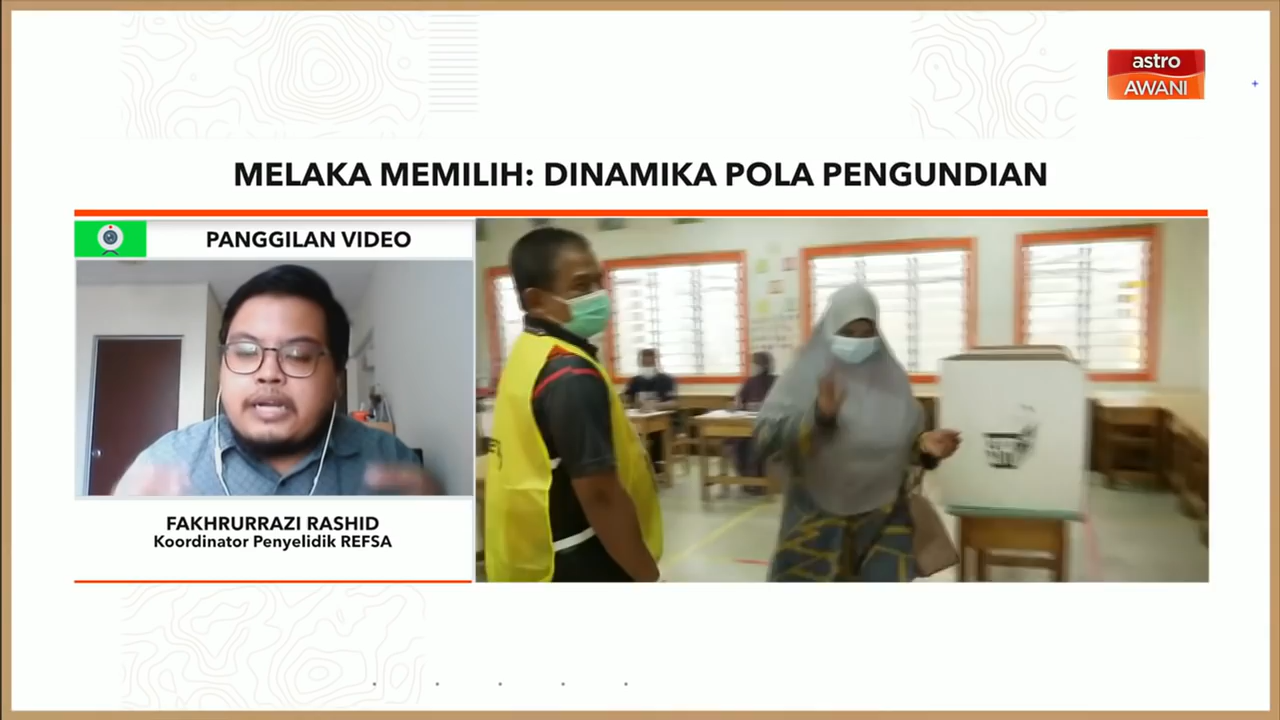 astro
AWANI
MELAKA MEMILIH: DINAMIKA POLA PENGUNDIAN
PANGGILAN VIDEO
FAKHRURRAZI RASHID
Koordinator Penyelidik REFSA